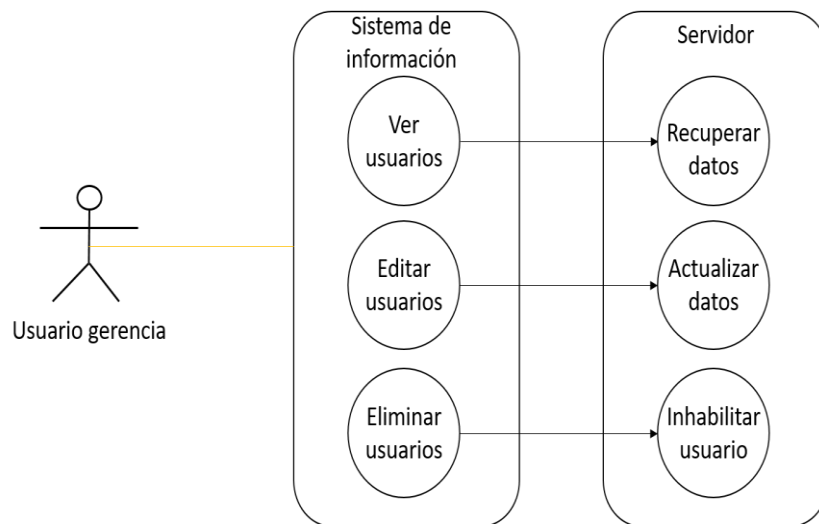 Sistema de
información
Servidor
Ver
usuarios
Recuperar
datos
Editar
usuarios
Actualizar
datos
Usuario gerencia
Eliminar
usuarios
Inhabilitar
usuario